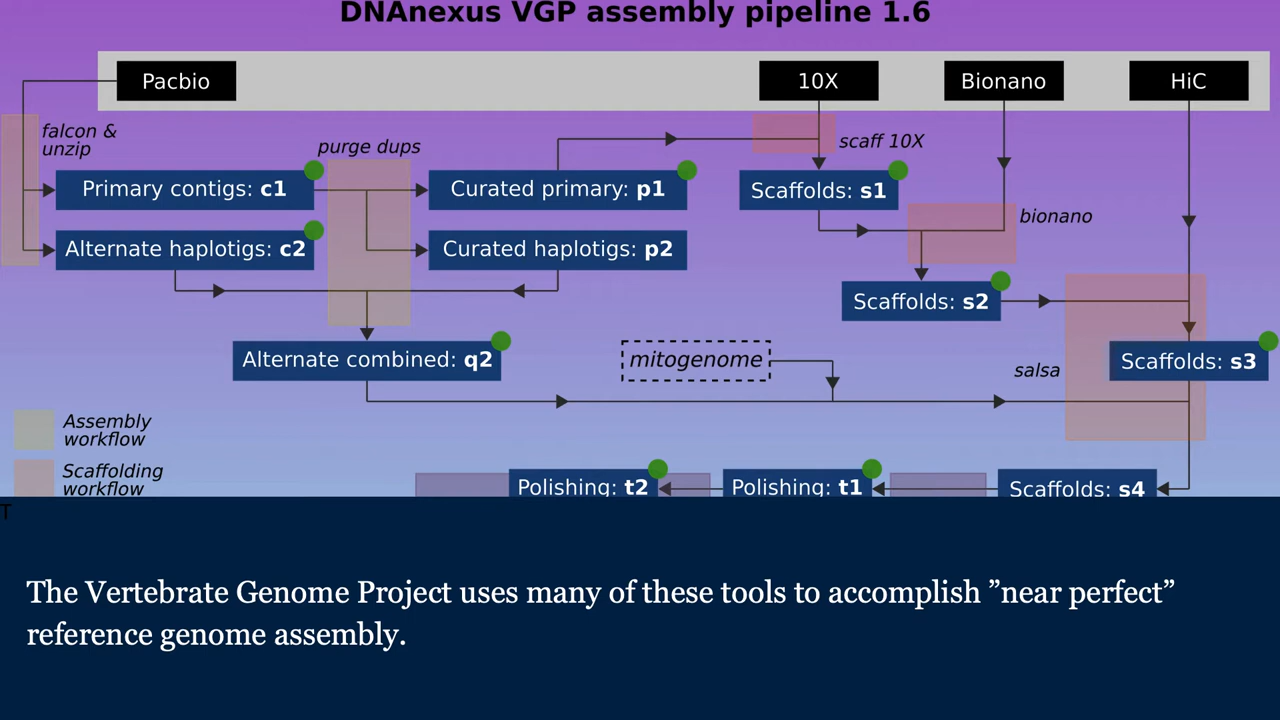 DNAnexus VGP assembly pipeline 1.6
Pacbio
10X
Bionano
HiC
falcon &
unzip
purge dups
scaff 10X
Primary contigs: c1
Curated primary: p1
Scaffolds: s1
bionano
Alternate haplotigs: c2
Curated haplotigs: p2
Scaffolds: s2
Alternate combined: q2
mitogenome
salsa
Scaffolds: s3
Assembly
workflow
Scaffolding
workflow
Polishing: t2
Polishing: t1
Scaffolds: s4
T
The Vertebrate Genome Project uses many of these tools to accomplish ”near perfect”
reference genome assembly.